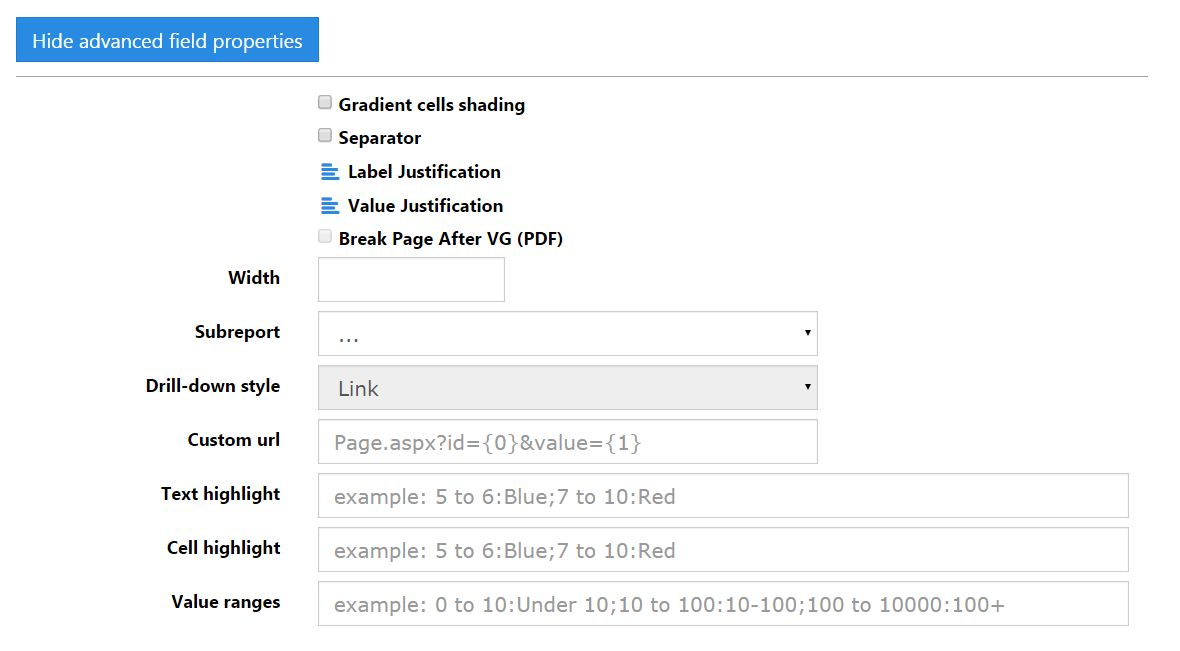 Hide advanced field properties
Gradient cells shading
Separator
Label Justification
Value Justification
Break Page After VG (PDF)
Width
Subreport ...
Drill-down style Link
Custom url Page.aspx?id={0}&value={1}
Text highlight example: 5 to 6:Blue;7 to 10:Red
Cell highlight example: 5 to 6:Blue;7 to 10:Red
Value ranges example: 0 to 10:Under 10;10 to 100:10-100;100 to 10000:100+